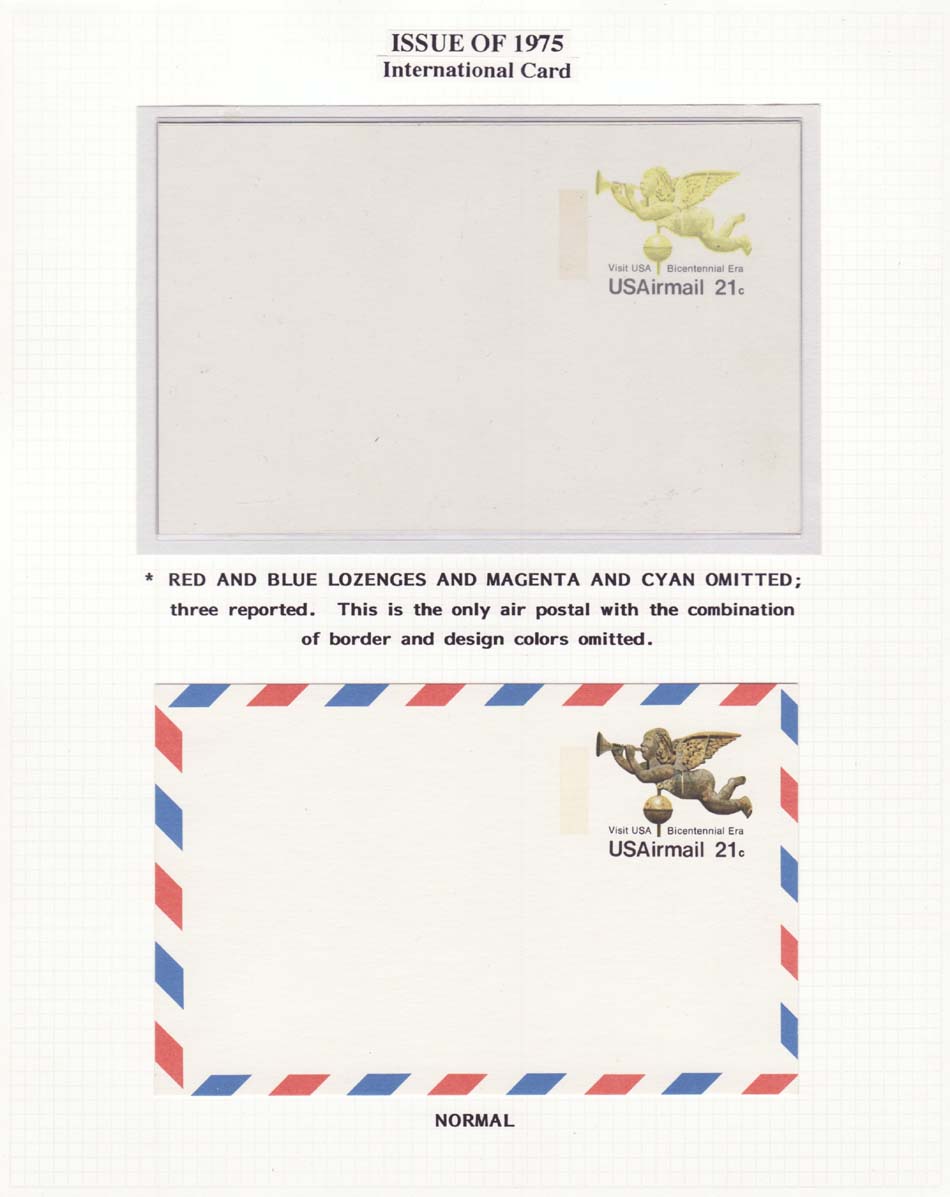 ISSUE OF 1975
International Card
Visit USA Bicentennial Era
USAirmail 21c
* RED AND BLUE LOZENGES AND MAGENTA AND CYAN OMITTED;
three reported. This is the only air postal with the combination
of border and design colors omitted.
Visit USA Bicentennial Era
USAirmail 21c
NORMAL